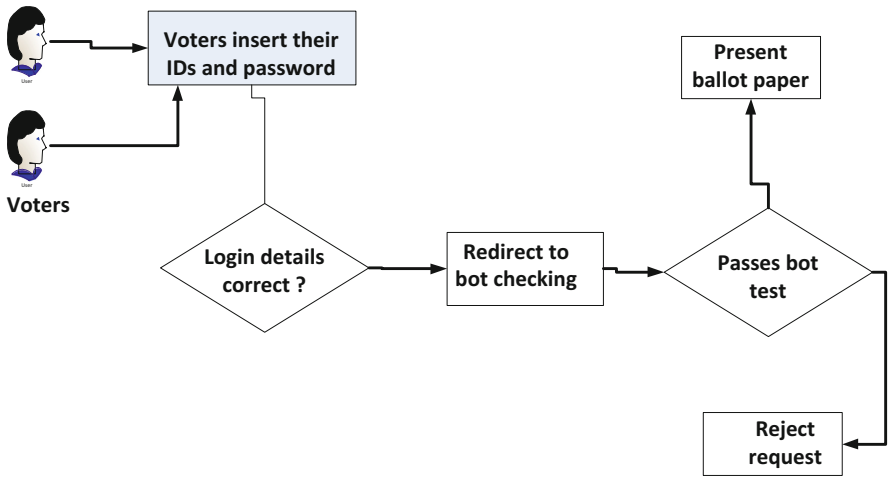 Voters insert their
IDs and password
User
User
Voters
Login details
correct ?
Redirect to
bot checking
Passes bot
test
Present
ballot paper
Reject
request